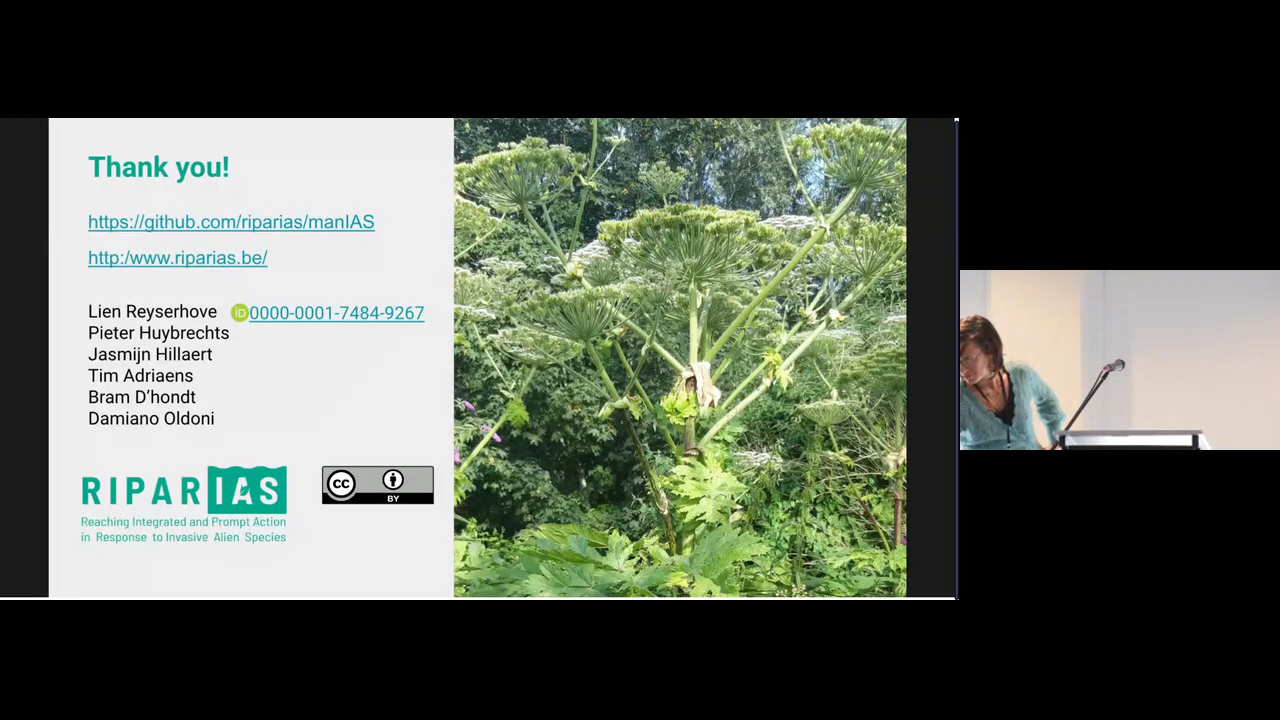 Thank you!
https://github.com/riparias/manIAS
http:/www.riparias.be/
Lien Reyserhove iD 0000-0001-7484-9267
Pieter Huybrechts
Jasmijn Hillaert
Tim Adriaens
Bram D'hondt
Damiano Oldoni
RIPARIAS
Reaching Integrated and Prompt Action
in Response to Invasive Alien Species
cc BY